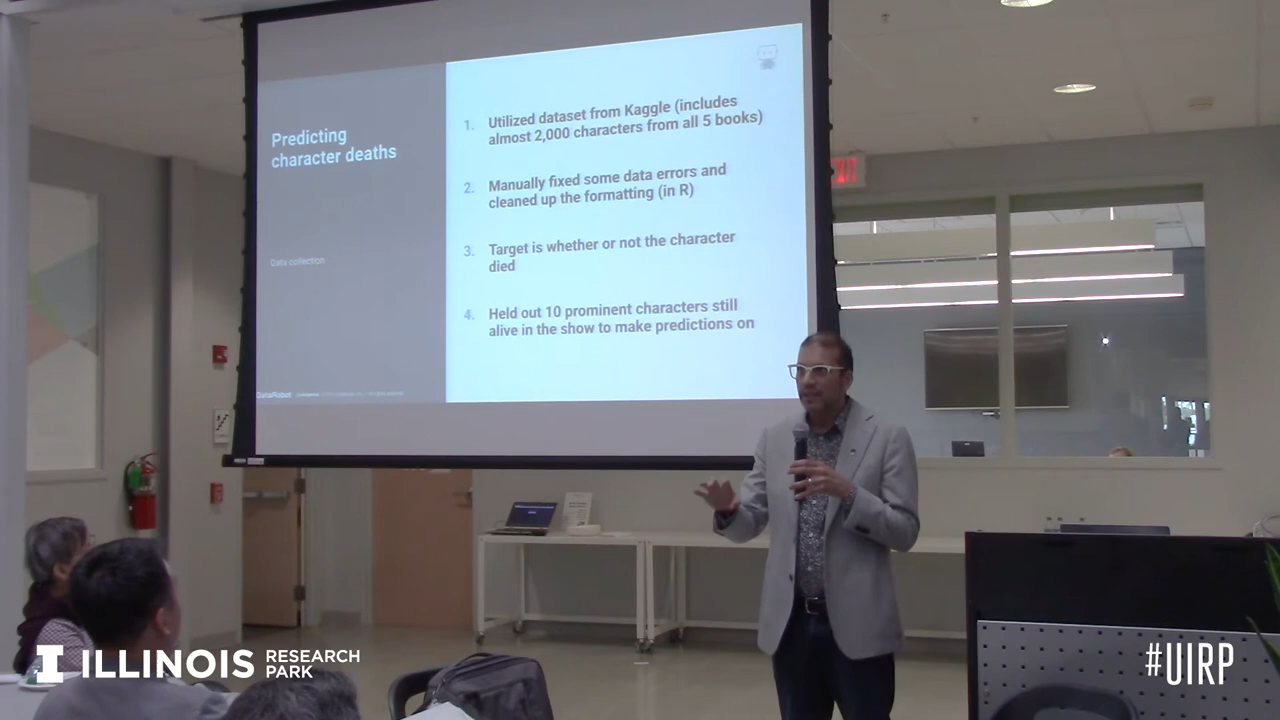 Predicting
character deaths
Data collection
1. Utilized dataset from Kaggle (includes
almost 2,000 characters from all 5 books)
2. Manually fixed some data errors and
cleaned up the formatting (in R)
3. Target is whether or not the character
died
4. Held out 10 prominent characters still
alive in the show to make predictions on
DataRobot
EXIT
I ILLINOIS RESEARCH
PARK
#UIRP